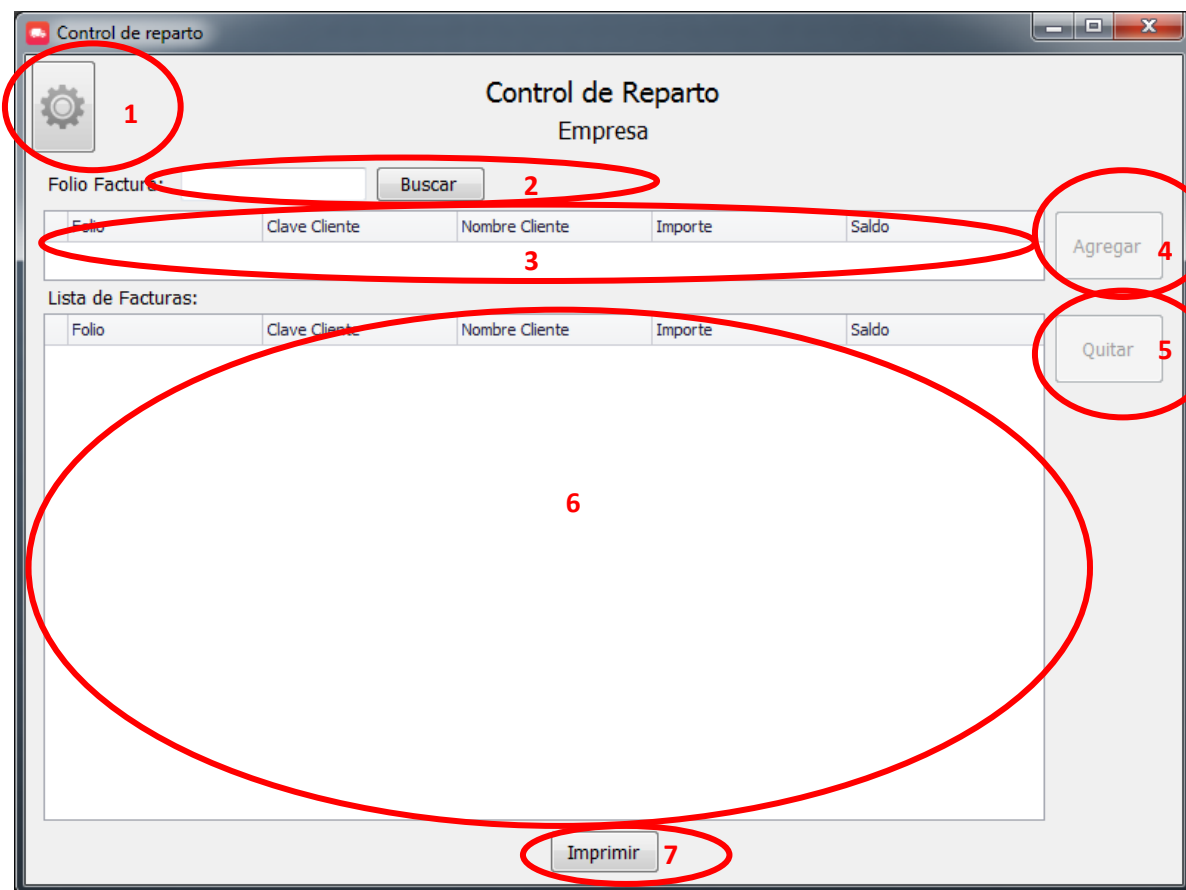 Control de reparto
1
Control de Reparto
Empresa
Folio Factura: Buscar 2
Folio Clave Cliente Nombre Cliente Importe Saldo
3
Agregar 4
Lista de Facturas:
Folio Clave Cliente Nombre Cliente Importe Saldo
Quitar 5
6
Imprimir 7